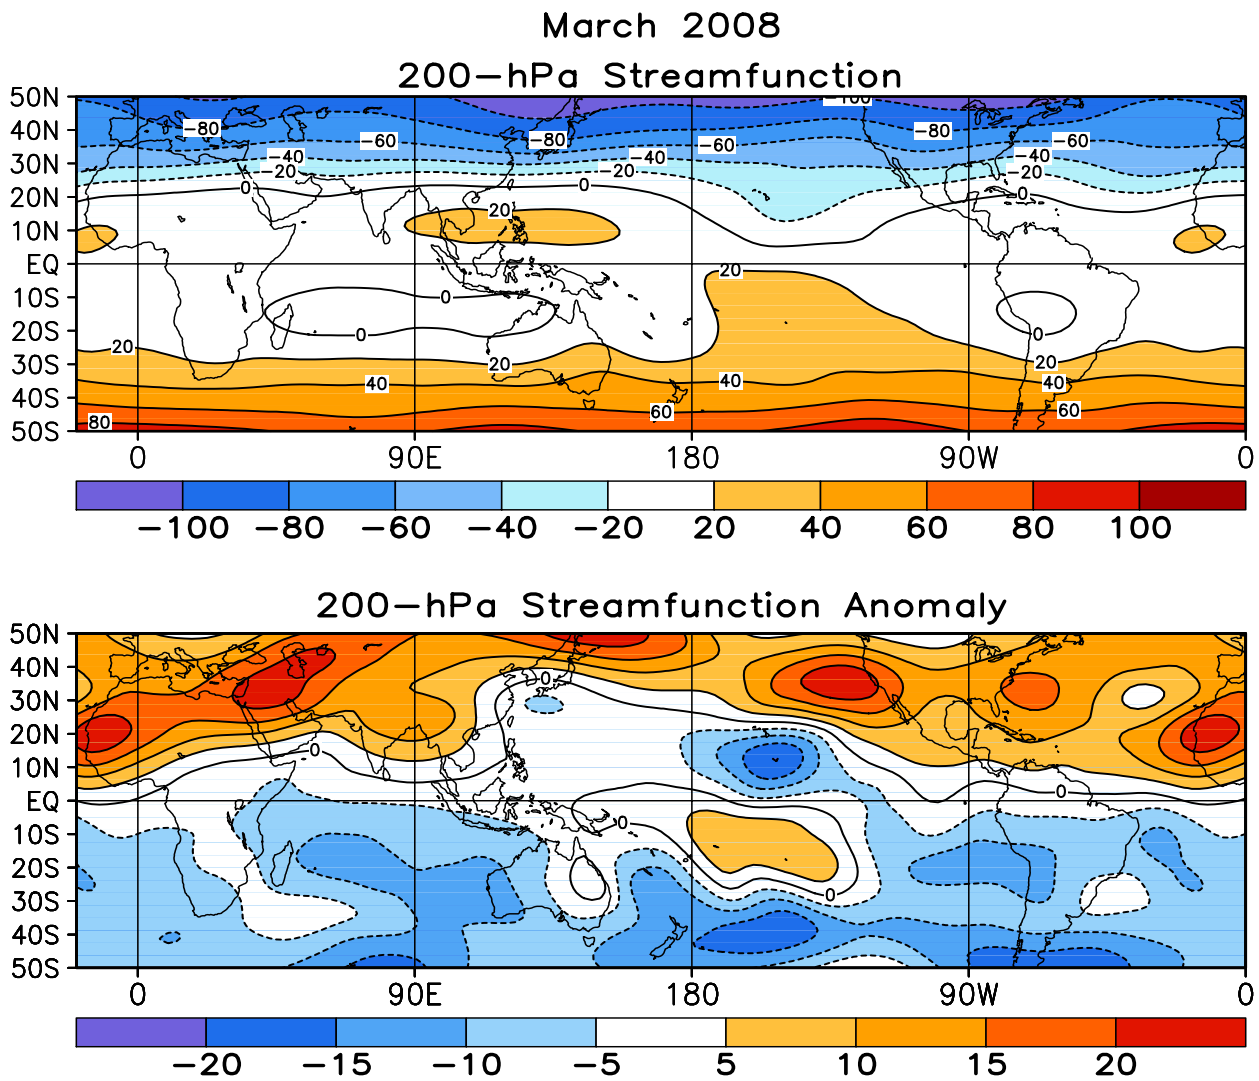 March 2008
200-hPa Streamfunction
50N
40N
30N
20N
10N
EQ
10S
20S
30S
40S
50S
-100
-80
-80
-80
-60
-60
-60
-40
-40
-40
-20
-20
-20
0
0
0
20
20
0
0
0
20
20
20
40
40
40
60
60
80
0 90E 180 90W 0
-100 -80 -60 -40 -20 20 40 60 80 100
200-hPa Streamfunction Anomaly
50N
40N
30N
20N
10N
EQ
10S
20S
30S
40S
50S
0
0
0
0
0
0 90E 180 90W 0
-20 -15 -10 -5 5 10 15 20